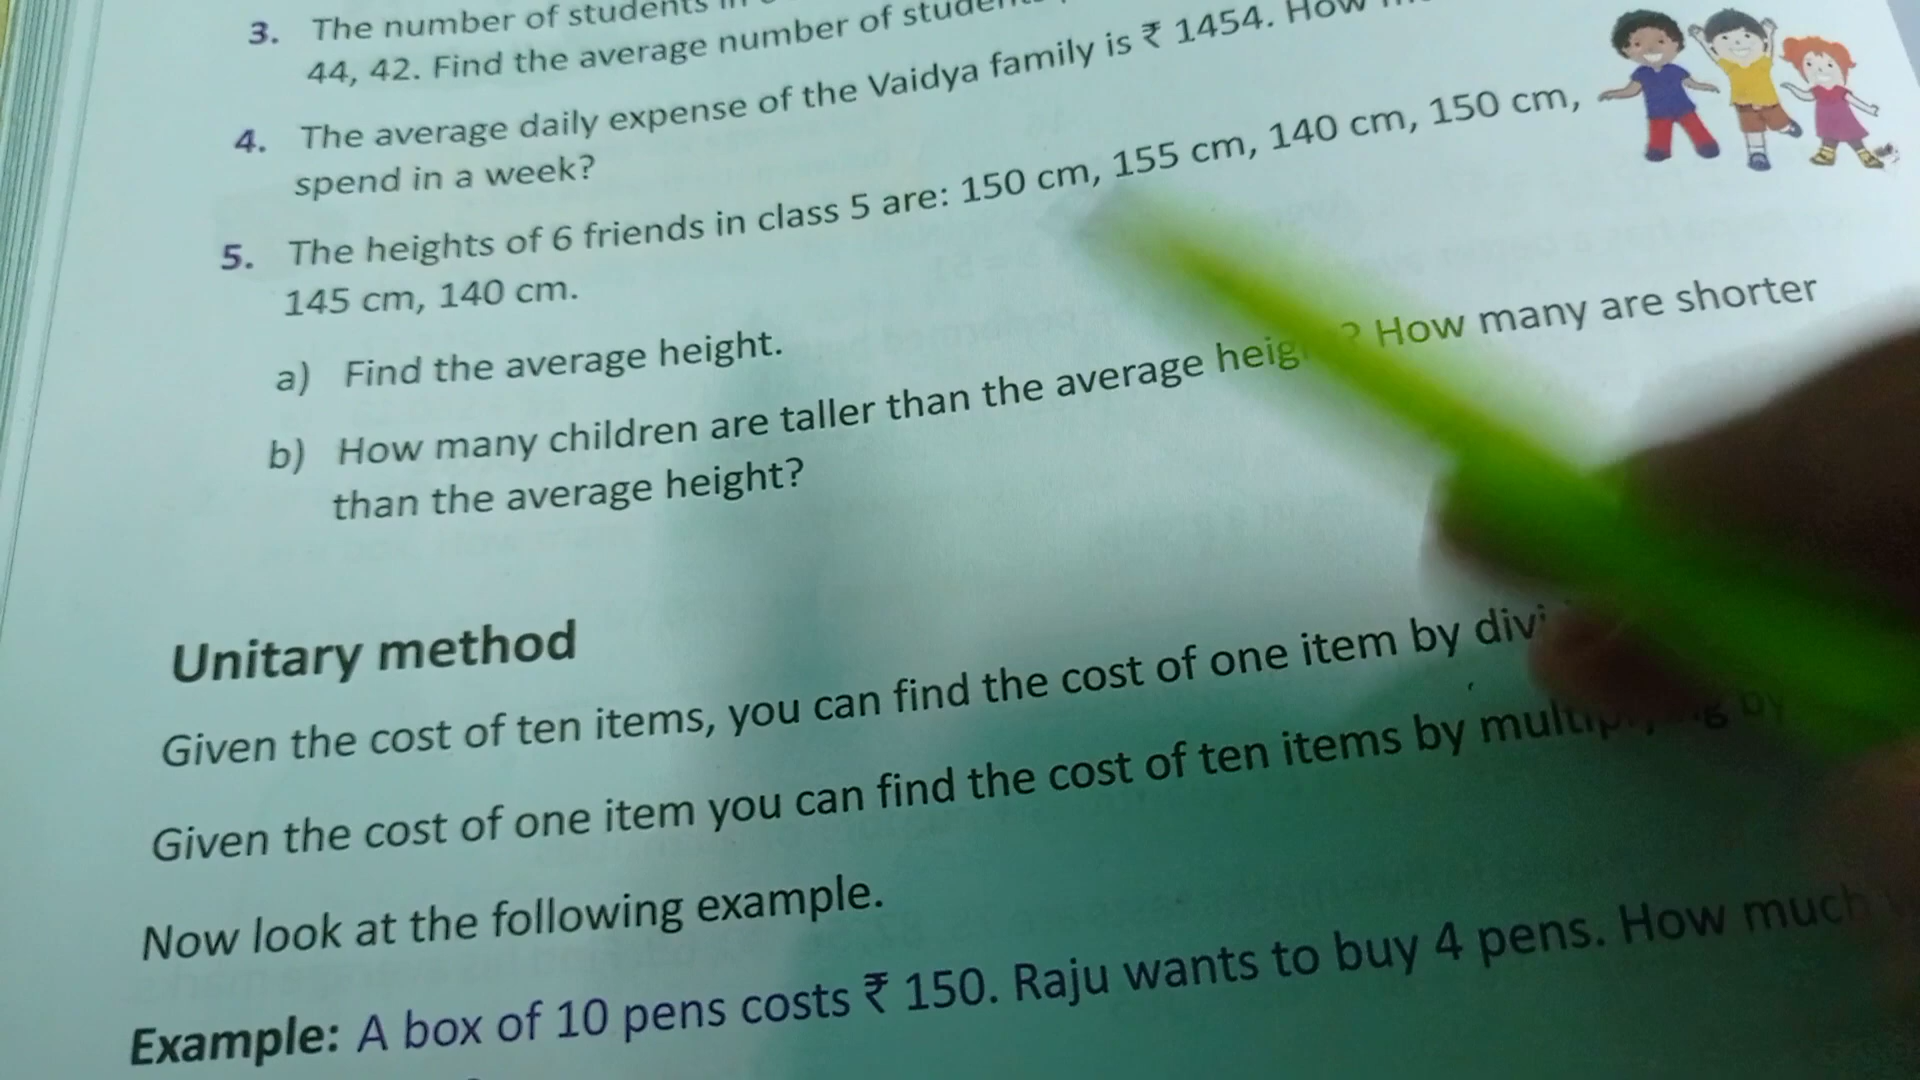 3. The number of students
44, 42. Find the average number of
4. The average daily expense of the Vaidya family is ₹ 1454. How
spend in a week?
5. The heights of 6 friends in class 5 are: 150 cm, 155 cm, 140 cm, 150 cm,
145 cm, 140 cm.
a) Find the average height.
b) How many children are taller than the average ? How many are shorter
than the average height?
Unitary method
Given the cost of ten items, you can find the cost of one item by
Given the cost of one item you can find the cost of ten items by
Now look at the following example.
Example: A box of 10 pens costs ₹ 150. Raju wants to buy 4 pens. How much